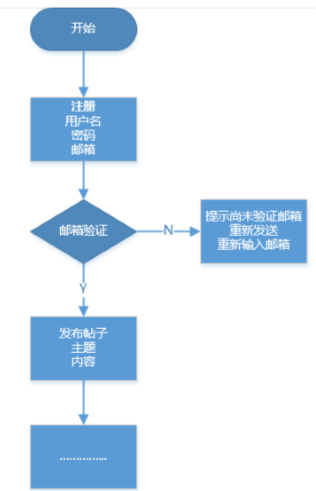 开始
注册
用户名
密码
邮箱
邮箱验证
N
提示尚未验证邮箱
重新发送
重新输入邮箱
Y
发布帖子
主题
内容
..............